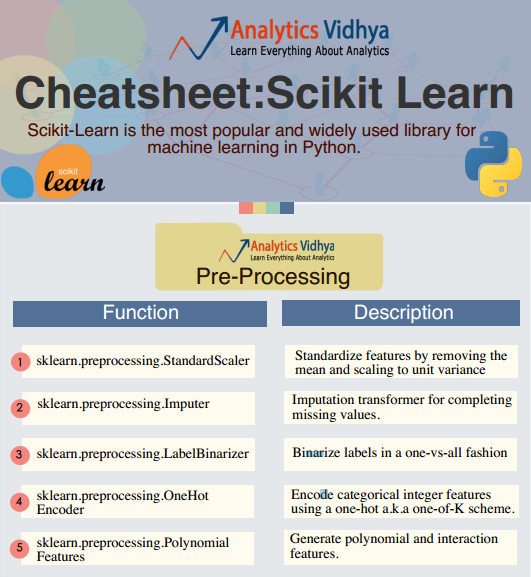 Analytics Vidhya
Learn Everything About Analytics
Cheatsheet:Scikit Learn
Scikit-Learn is the most popular and widely used library for
machine learning in Python.
scikit
learn
Analytics Vidhya
Learn Everything About Analytics
Pre-Processing
Function
Description
1
sklearn.preprocessing.StandardScaler
Standardize features by removing the
mean and scaling to unit variance
2
sklearn.preprocessing.Imputer
Imputation transformer for completing
missing values.
3
sklearn.preprocessing.LabelBinarizer
Binarize labels in a one-vs-all fashion
4
sklearn.preprocessing.OneHot
Encoder
Encode categorical integer features
using a one-hot a.k.a one-of-K scheme.
5
sklearn.preprocessing.Polynomial
Features
Generate polynomial and interaction
features.